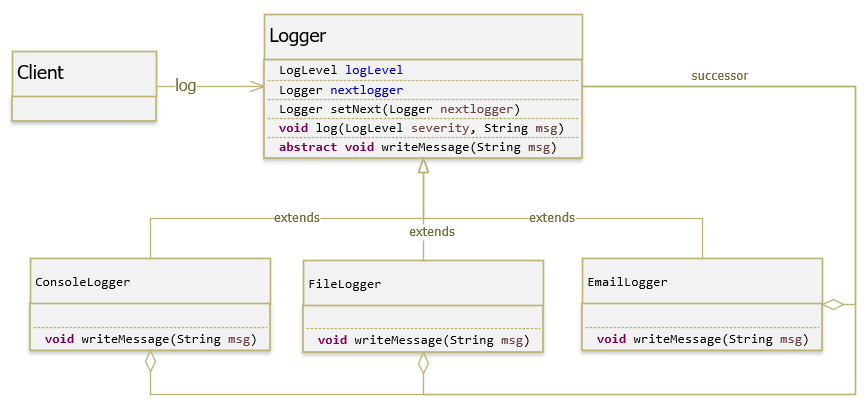 Logger
Client
LogLevel logLevel
successor
log
Logger nextlogger
Logger setNext(Logger nextlogger)
void log(LogLevel severity, String msg)
abstract void writeMessage(String msg)
extends
extends
extends
ConsoleLogger
FileLogger
EmailLogger
void writeMessage(String msg)
void writeMessage(String msg)
void writeMessage(String msg)